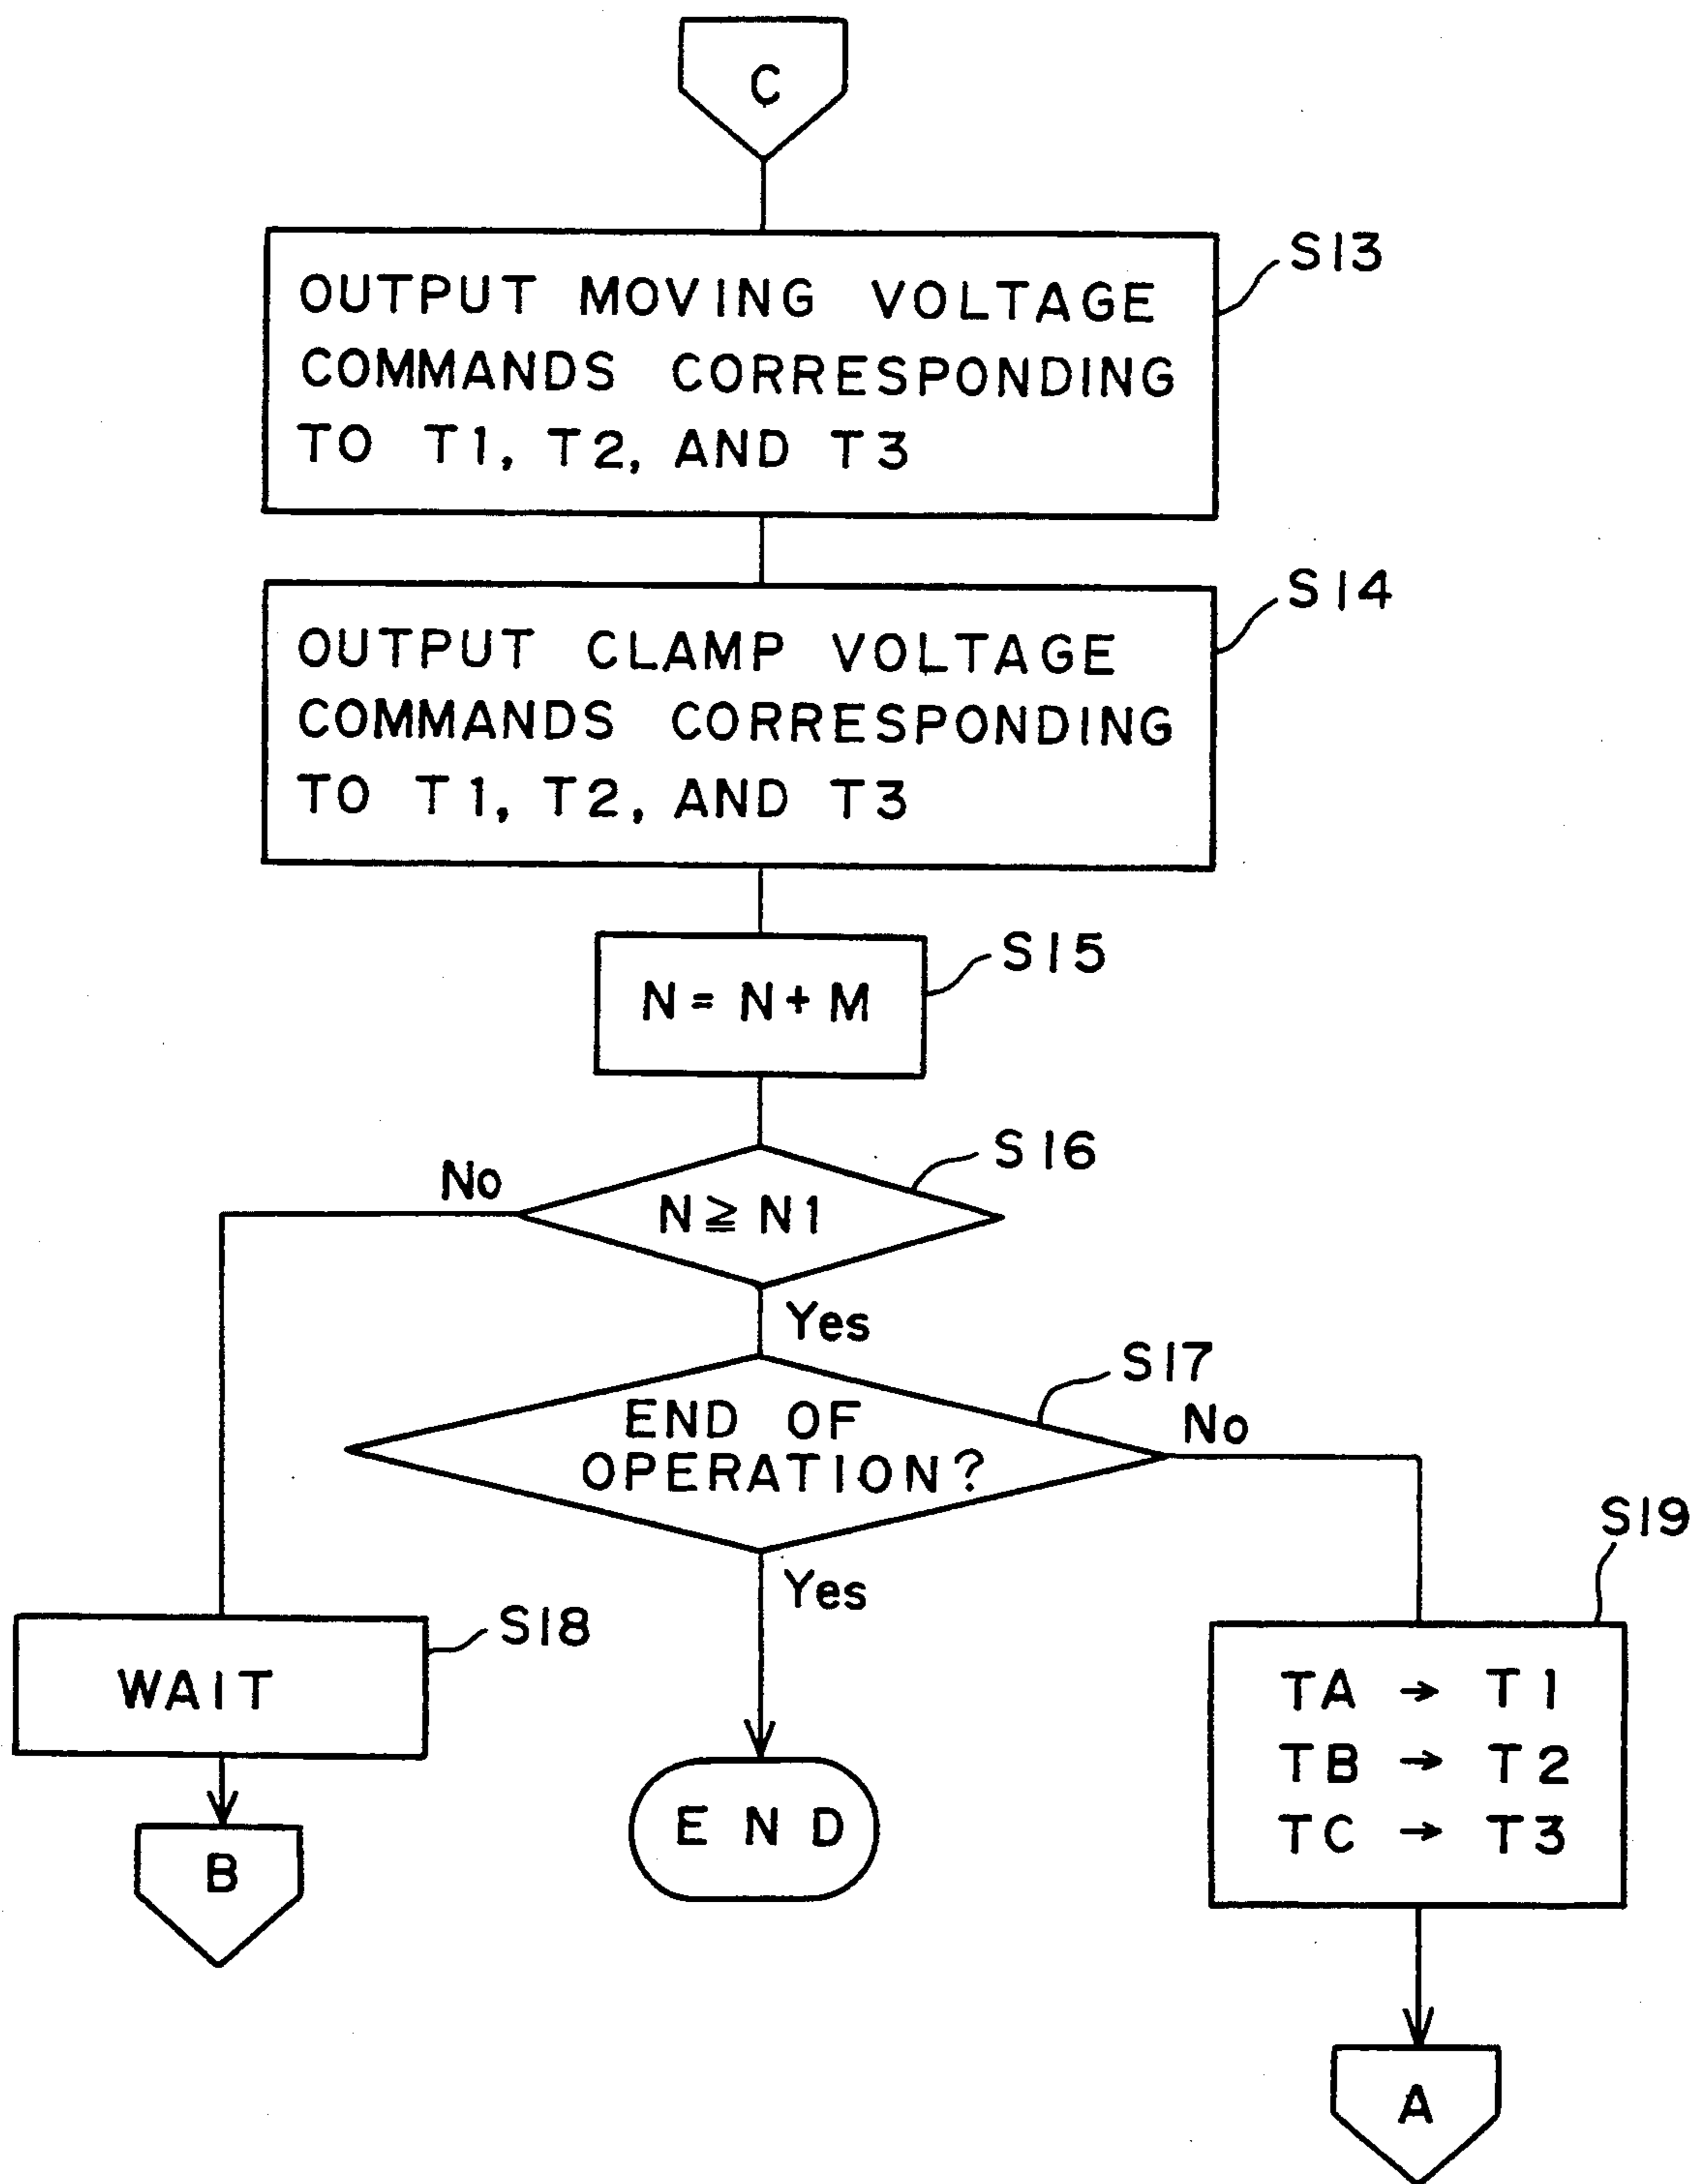 C
S13
OUTPUT MOVING VOLTAGE
COMMANDS CORRESPONDING
TO T1, T2, AND T3
S14
OUTPUT CLAMP VOLTAGE
COMMANDS CORRESPONDING
TO T1, T2, AND T3
S15
N = N + M
S16
No
N ≧ N1
Yes
S17
END OF
OPERATION?
No
Yes
S18
WAIT
B
END
S19
TA → T1
TB → T2
TC → T3
A